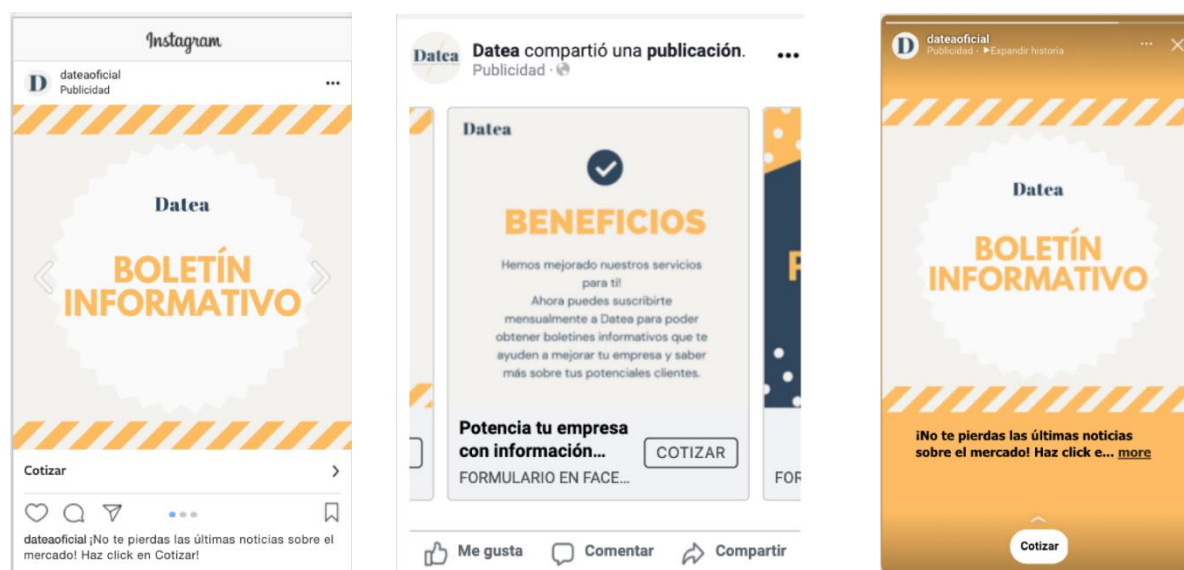 Instagram
D
dateaoficial
Publicidad
Datea
BOLETÍN
INFORMATIVO
Cotizar
dateaoficial ¡No te pierdas las últimas noticias sobre el
mercado! Haz click en Cotizar!
Datea
Datea compartió una publicación.
Publicidad
Datea
BENEFICIOS
Hemos mejorado nuestros servicios
para ti!
Ahora puedes suscribirte
mensualmente a Datea para poder
obtener boletines informativos que te
ayuden a mejorar tu empresa y saber
más sobre tus potenciales clientes.
Potencia tu empresa
con información...
COTIZAR
FORMULARIO EN FACE...
FOR
Me gusta
Comentar
Compartir
D
dateaoficial
Publicidad - Expandir historia
Datea
BOLETÍN
INFORMATIVO
¡No te pierdas las últimas noticias
sobre el mercado! Haz click e... more
Cotizar